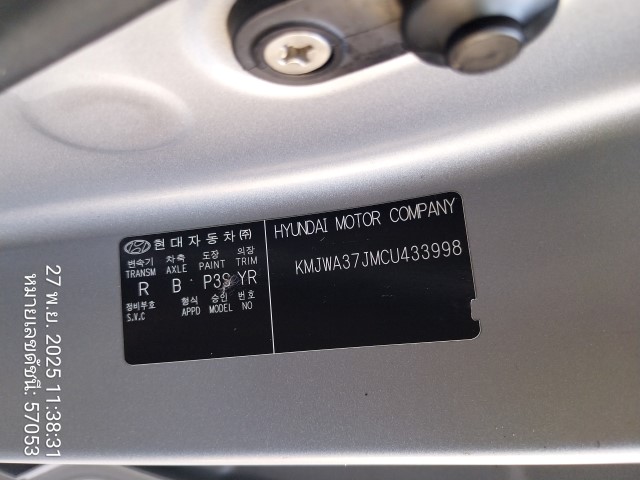 현대자동차㈜
변속기 차축 도장 의장
TRANSM AXLE PAINT TRIM
R B P3S YR
정비부호 형식 승인 번호
S.V.C APPD MODEL NO
HYUNDAI MOTOR COMPANY
KMJWA37JMCU433998
27 พ.ย. 2025 11:38:31
หมายเลขดัชนี: 57053